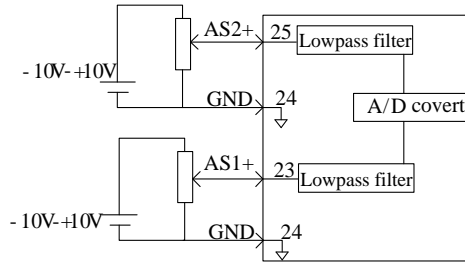 AS2+ 25
Lowpass filter
- 10V-+10V
GND 24
A/D covert
AS1+ 23
Lowpass filter
- 10V-+10V
GND 24